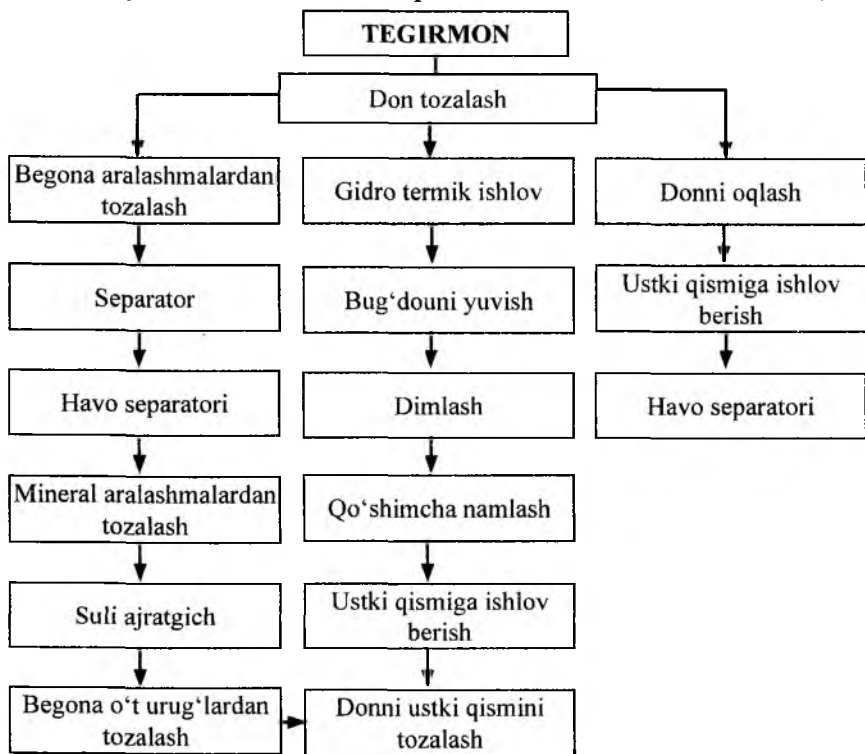 TEGIRMON
Don tozalash
Begona aralashmalardan
tozalash
Separator
Havo separatori
Mineral aralashmalardan
tozalash
Suli ajratgich
Begona o‘t urug‘lardan
tozalash
Gidro termik ishlov
Bug‘douni yuvish
Dimlash
Qo‘shimcha namlash
Ustki qismiga ishlov
berish
Donni ustki qismini
tozalash
Donni oqlash
Ustki qismiga ishlov
berish
Havo separatori